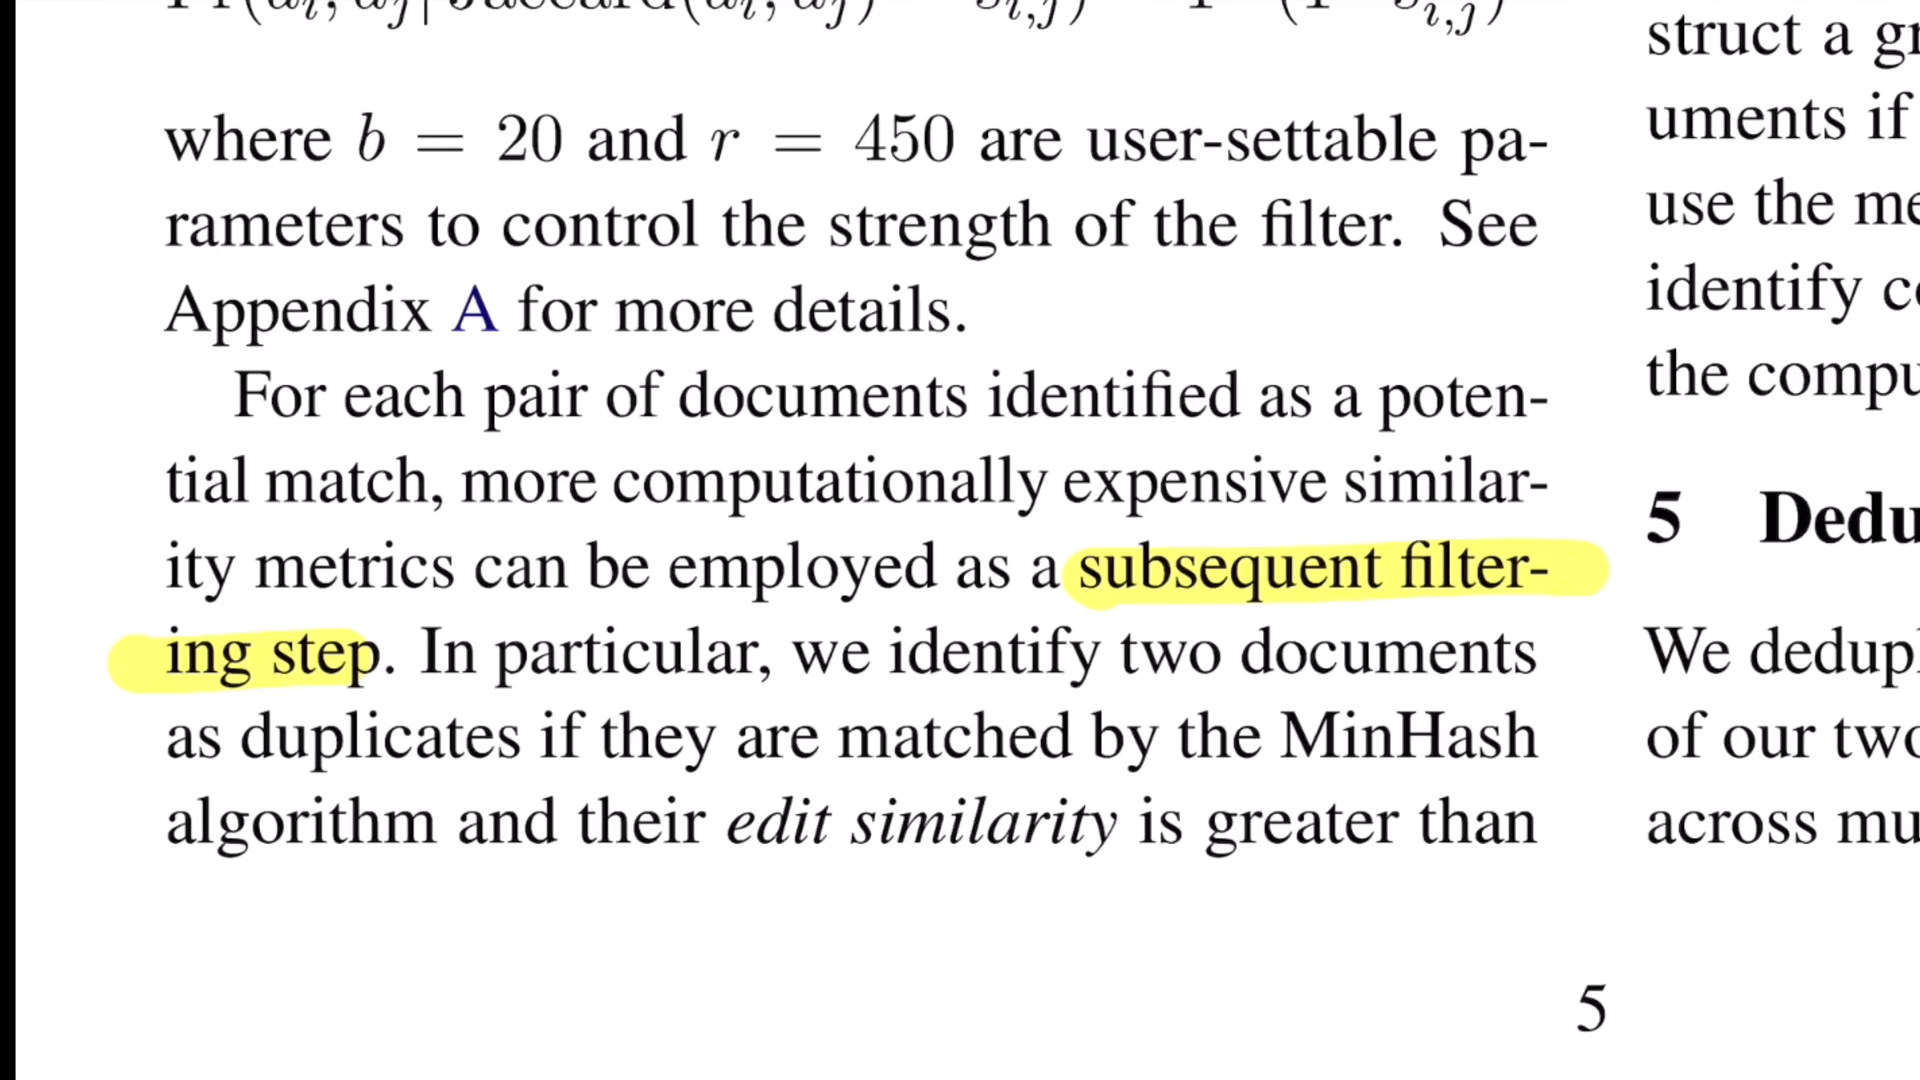 where b = 20 and r = 450 are user-settable pa-
rameters to control the strength of the filter. See
Appendix A for more details.
For each pair of documents identified as a poten-
tial match, more computationally expensive similar-
ity metrics can be employed as a subsequent filter-
ing step. In particular, we identify two documents
as duplicates if they are matched by the MinHash
algorithm and their edit similarity is greater than
struct a
uments if
use the
identify
the
5
We
of our
across
5